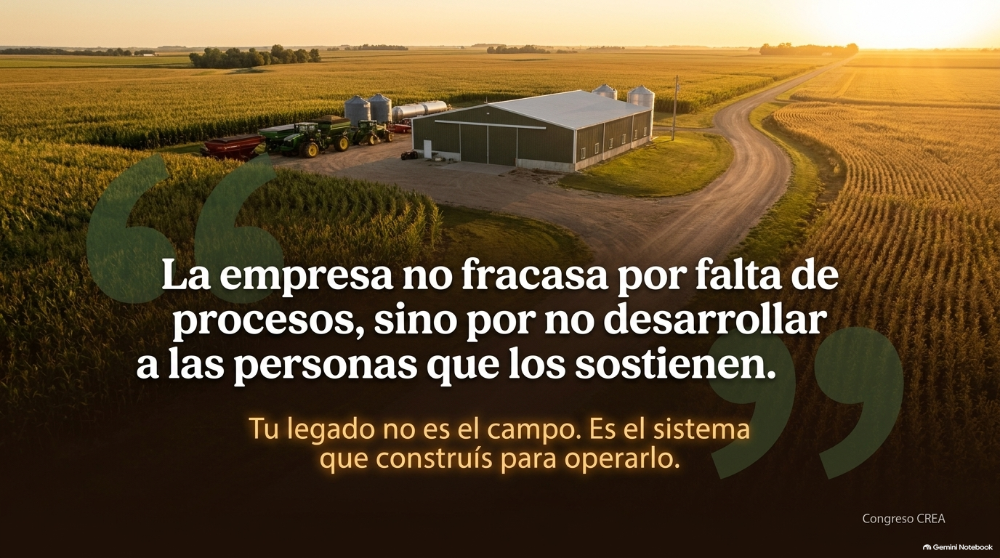 La empresa no fracasa por falta de
procesos, sino por no desarrollar
a las personas que los sostienen.
Tu legado no es el campo. Es el sistema
que construís para operarlo.
Congreso CREA
Gemini Notebook